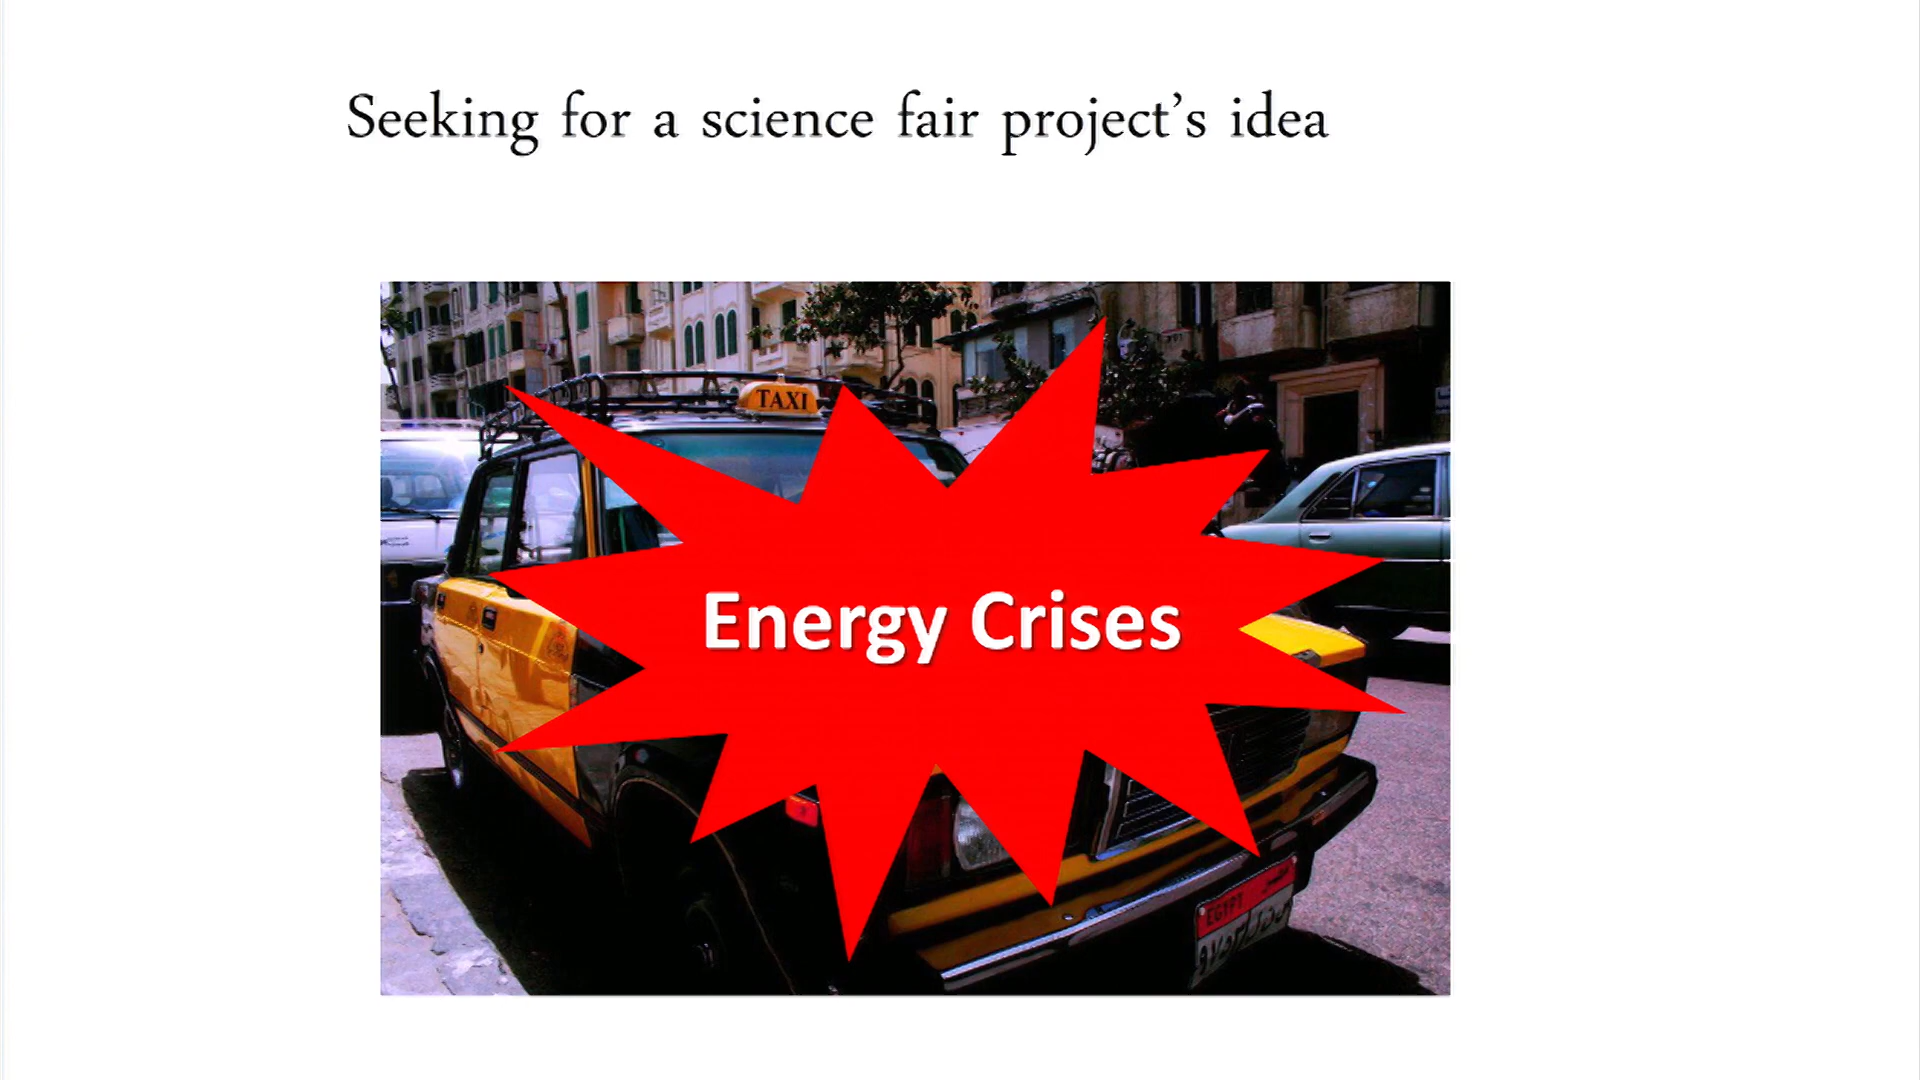 Seeking for a science fair project’s idea
TAXI
Energy Crises
EGYPT